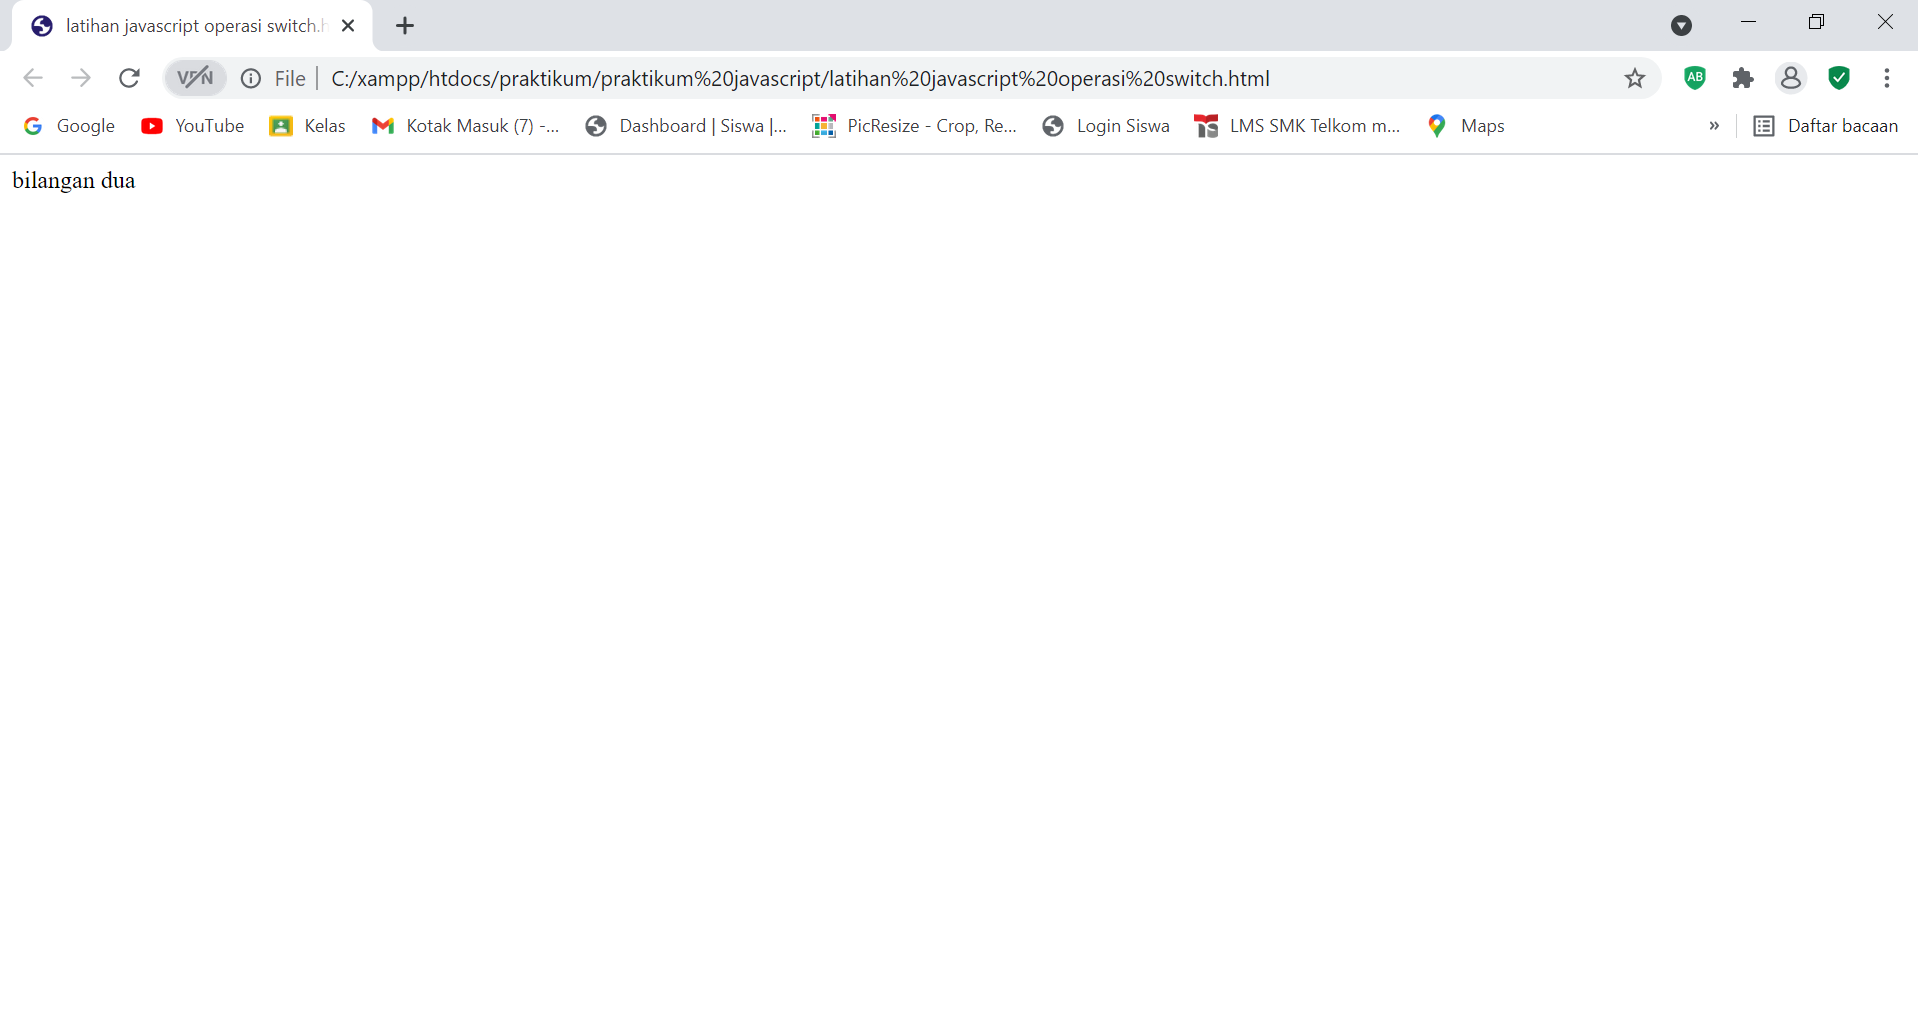 latihan javascript operasi switch.h
VPN File C:/xampp/htdocs/praktikum/praktikum%20javascript/latihan%20javascript%20operasi%20switch.html AB
Google YouTube Kelas Kotak Masuk (7) -... Dashboard | Siswa |... PicResize - Crop, Re... Login Siswa TS LMS SMK Telkom m... Maps » Daftar bacaan
bilangan dua